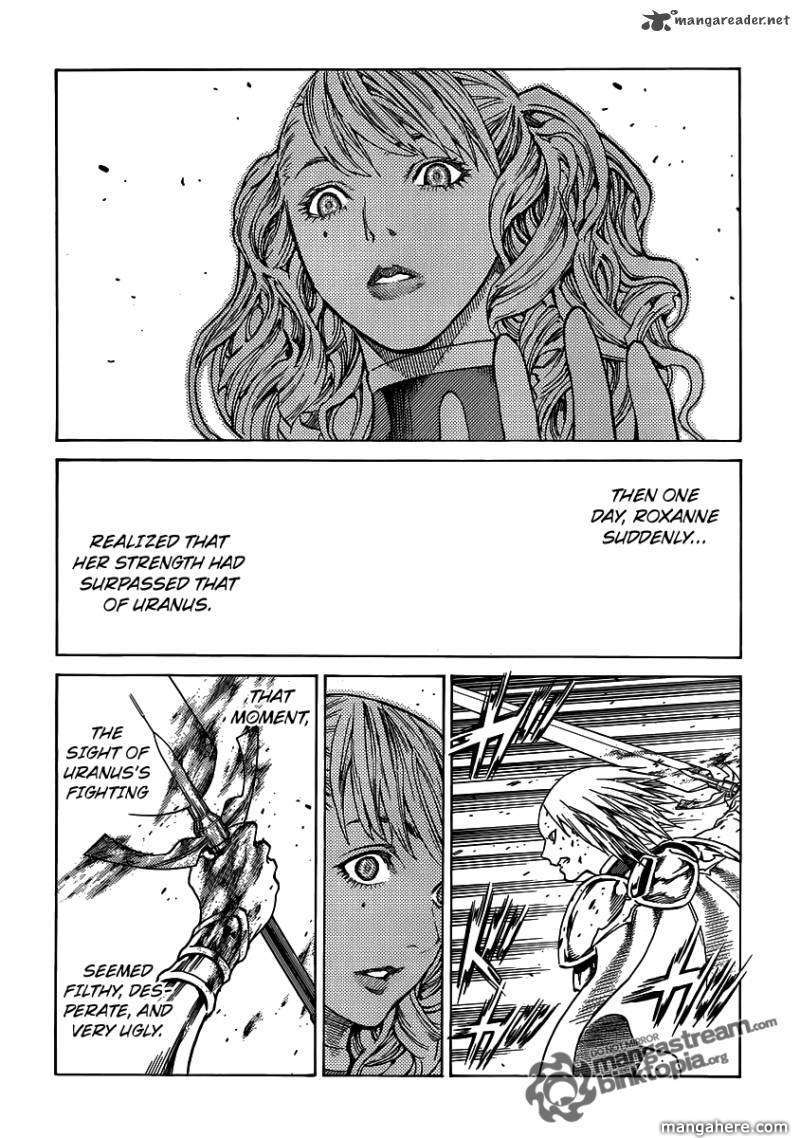 mangareader.net
THEN ONE
DAY, ROXANNE
SUDDENLY...
REALIZED THAT
HER STRENGTH HAD
SURPASSED THAT
OF URANUS.
THAT
MOMENT,
THE
SIGHT OF
URANUS'S
FIGHTING
SEEMED
FILTHY, DES-
PERATE, AND
VERY UGLY.
mangastream.com
binktopia.org
mangahere.com